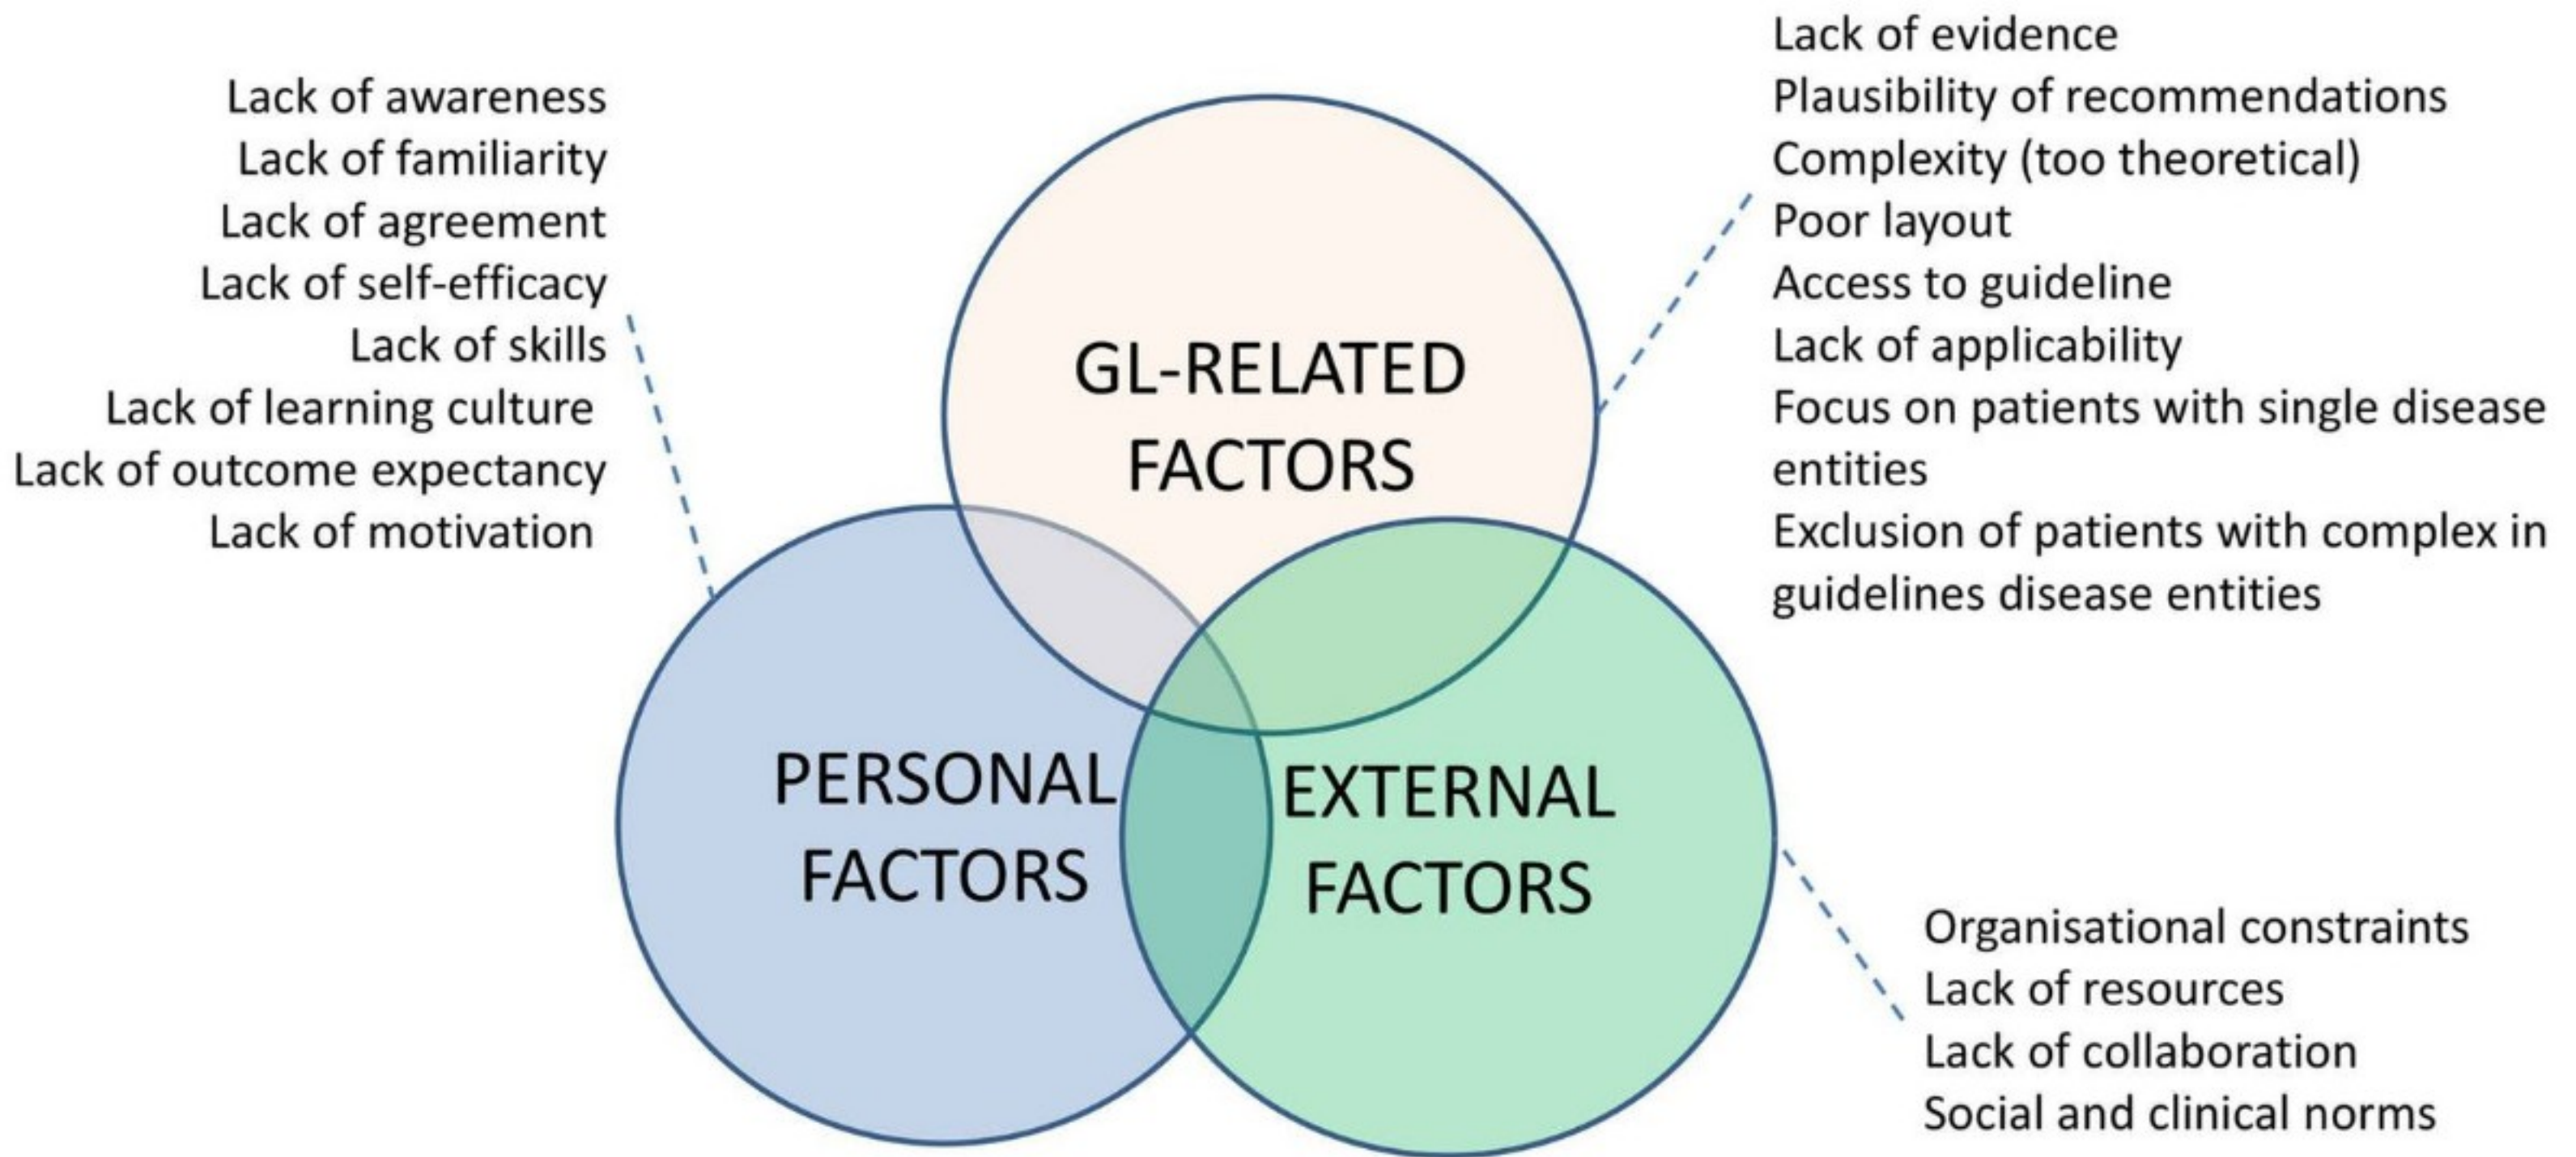 Lack of awareness
Lack of familiarity
Lack of agreement
Lack of self-efficacy
Lack of skills
Lack of learning culture
Lack of outcome expectancy
Lack of motivation
Lack of evidence
Plausibility of recommendations
Complexity (too theoretical)
Poor layout
Access to guideline
Lack of applicability
Focus on patients with single disease
entities
Exclusion of patients with complex in
guidelines disease entities
GL-RELATED
FACTORS
PERSONAL
FACTORS
EXTERNAL
FACTORS
Organisational constraints
Lack of resources
Lack of collaboration
Social and clinical norms